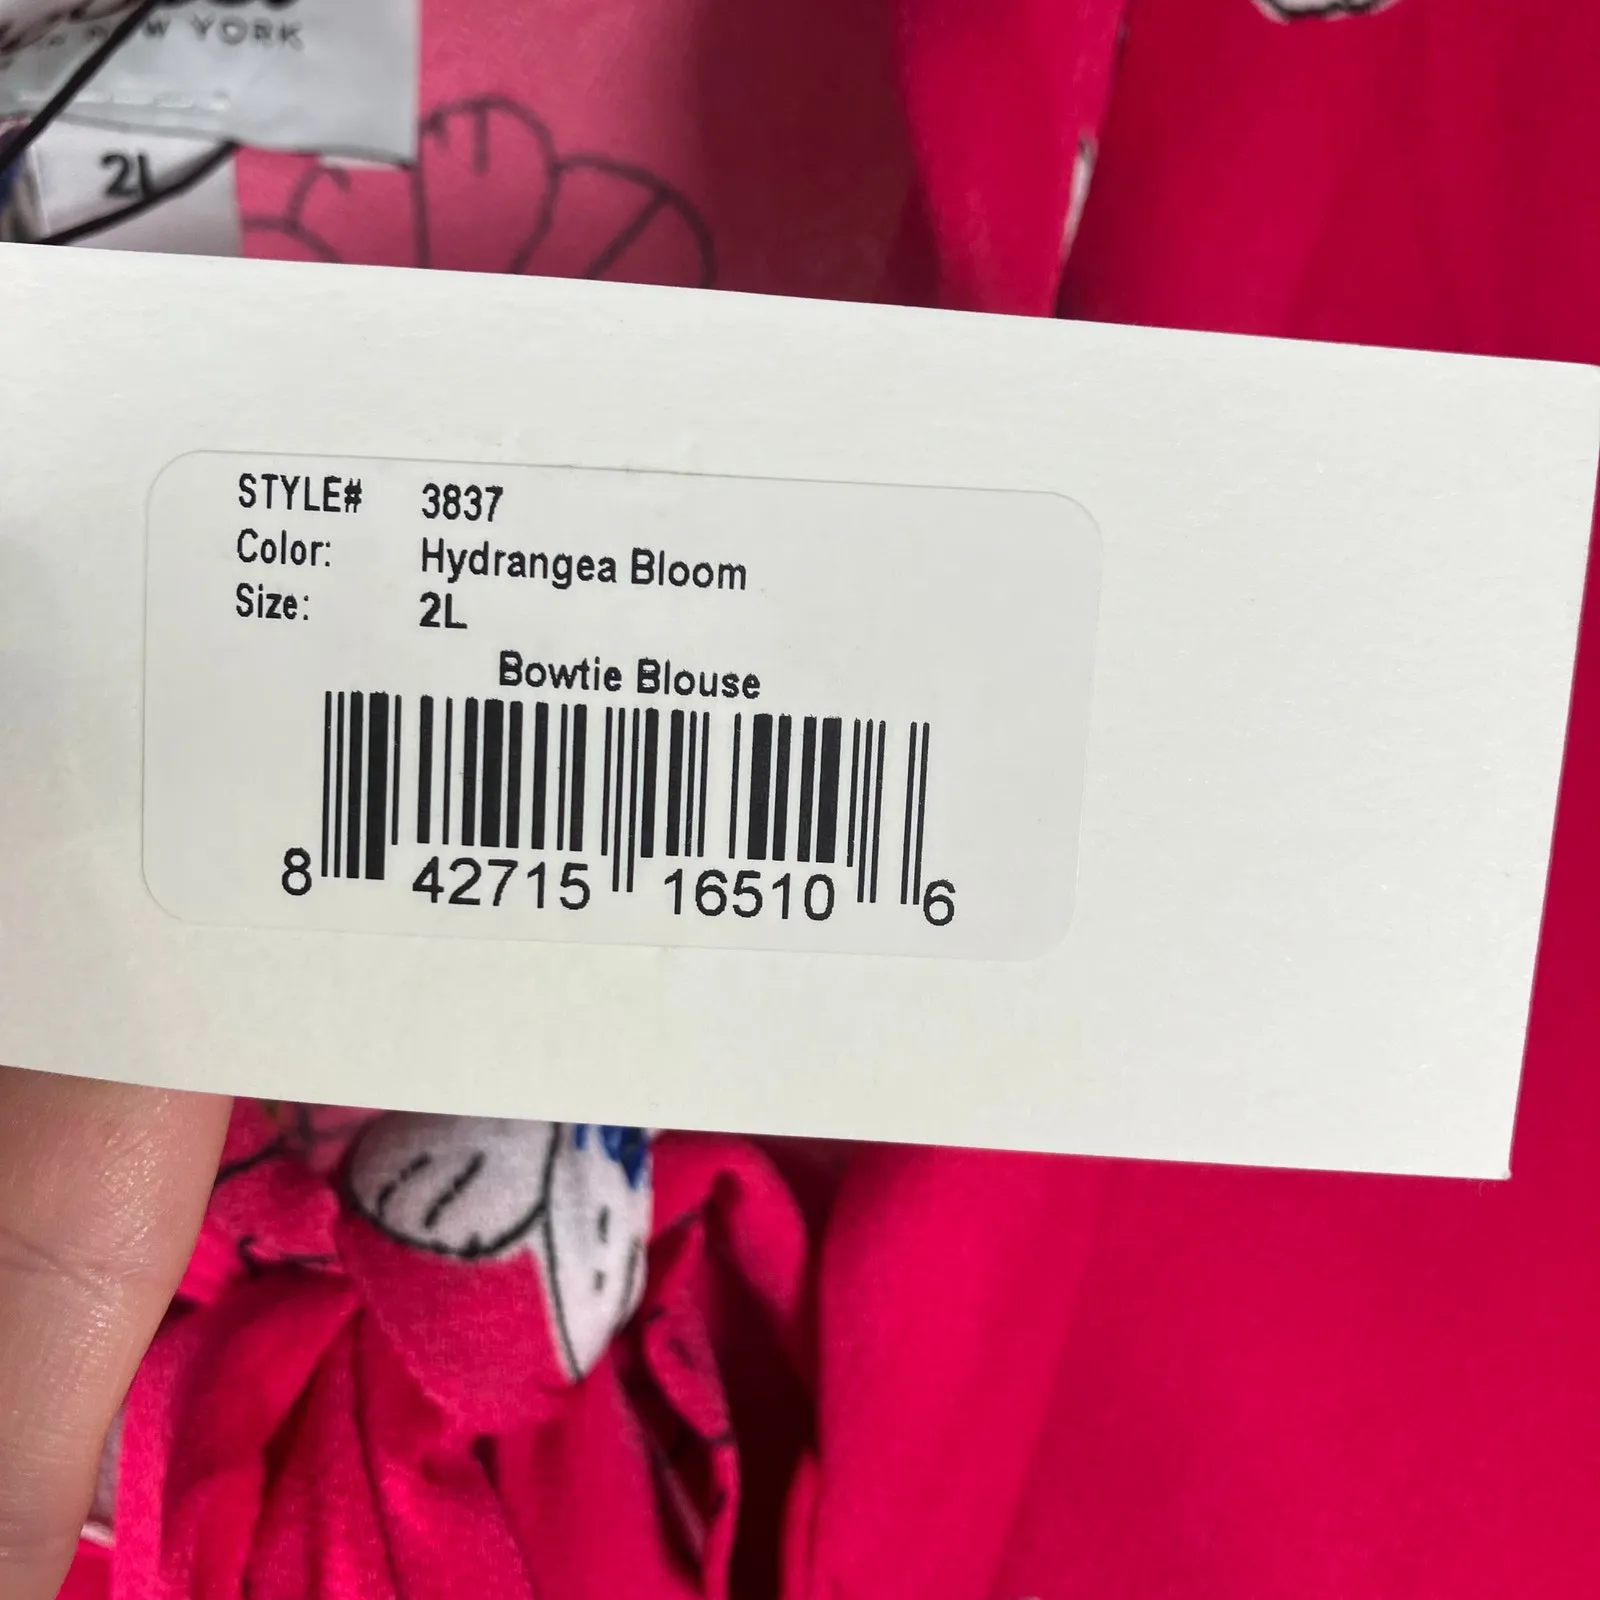 NEW YORK
2L
STYLE# 3837
Color: Hydrangea Bloom
Size: 2L
Bowtie Blouse
8 42715 16510 6